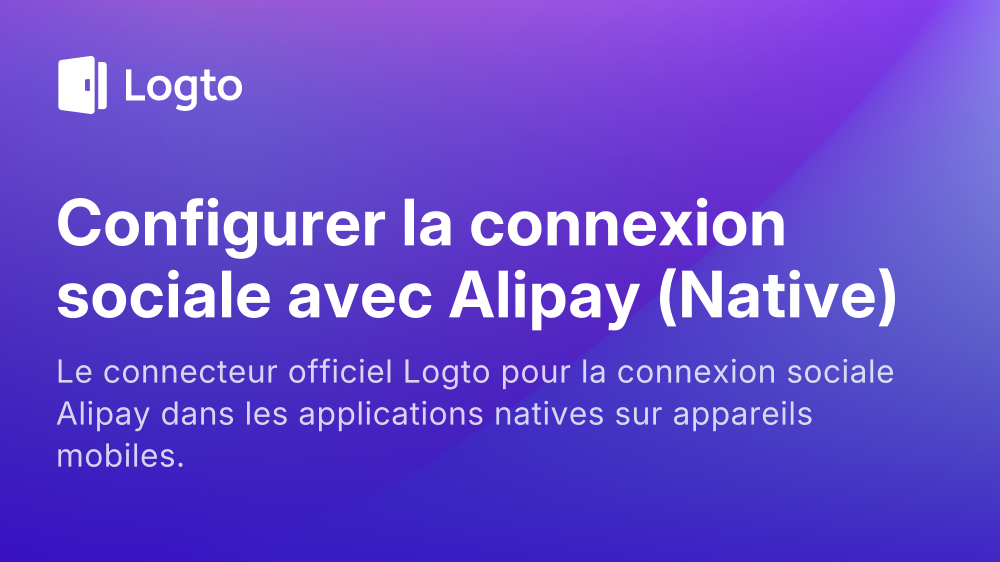 Logto
Configurer la connexion
sociale avec Alipay (Native)
Le connecteur officiel Logto pour la connexion sociale
Alipay dans les applications natives sur appareils
mobiles.